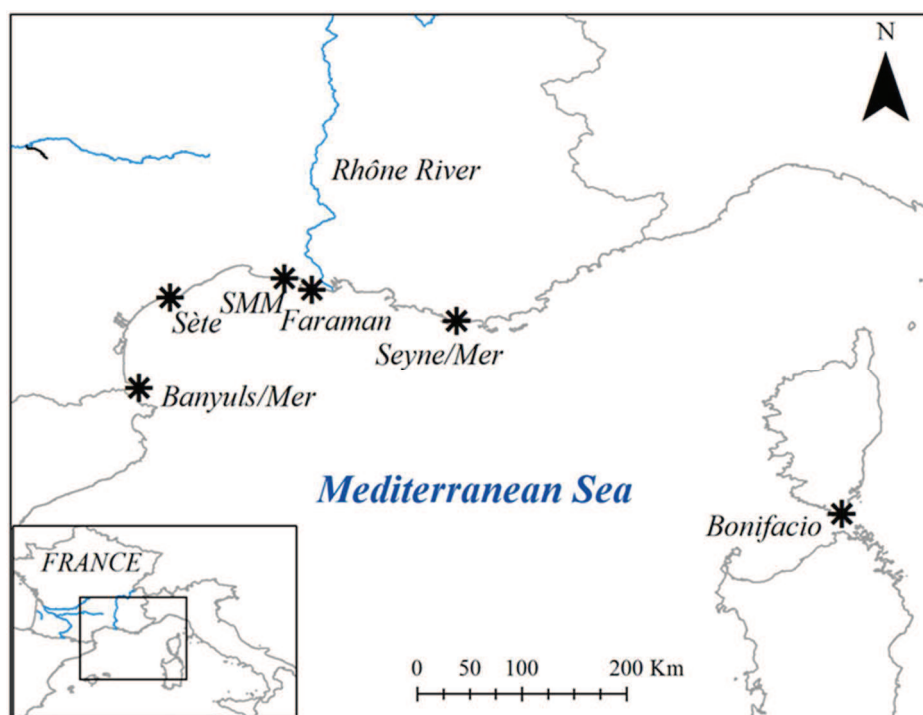 N
Rhône River
SMM
Sète
Faraman
Seyne/Mer
Banyuls/Mer
Mediterranean Sea
Bonifacio
FRANCE
0 50 100 200 Km